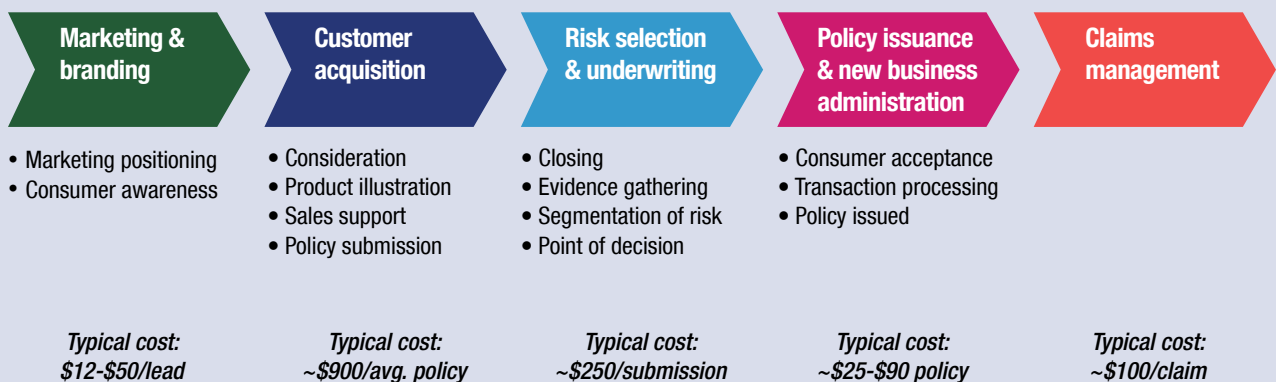 Marketing &
branding
Customer
acquisition
Risk selection
& underwriting
Policy issuance
& new business
administration
Claims
management
• Marketing positioning
• Consumer awareness
• Consideration
• Product illustration
• Sales support
• Policy submission
• Closing
• Evidence gathering
• Segmentation of risk
• Point of decision
• Consumer acceptance
• Transaction processing
• Policy issued
Typical cost:
$12-$50/lead
Typical cost:
~$900/avg. policy
Typical cost:
~$250/submission
Typical cost:
~$25-$90 policy
Typical cost:
~$100/claim